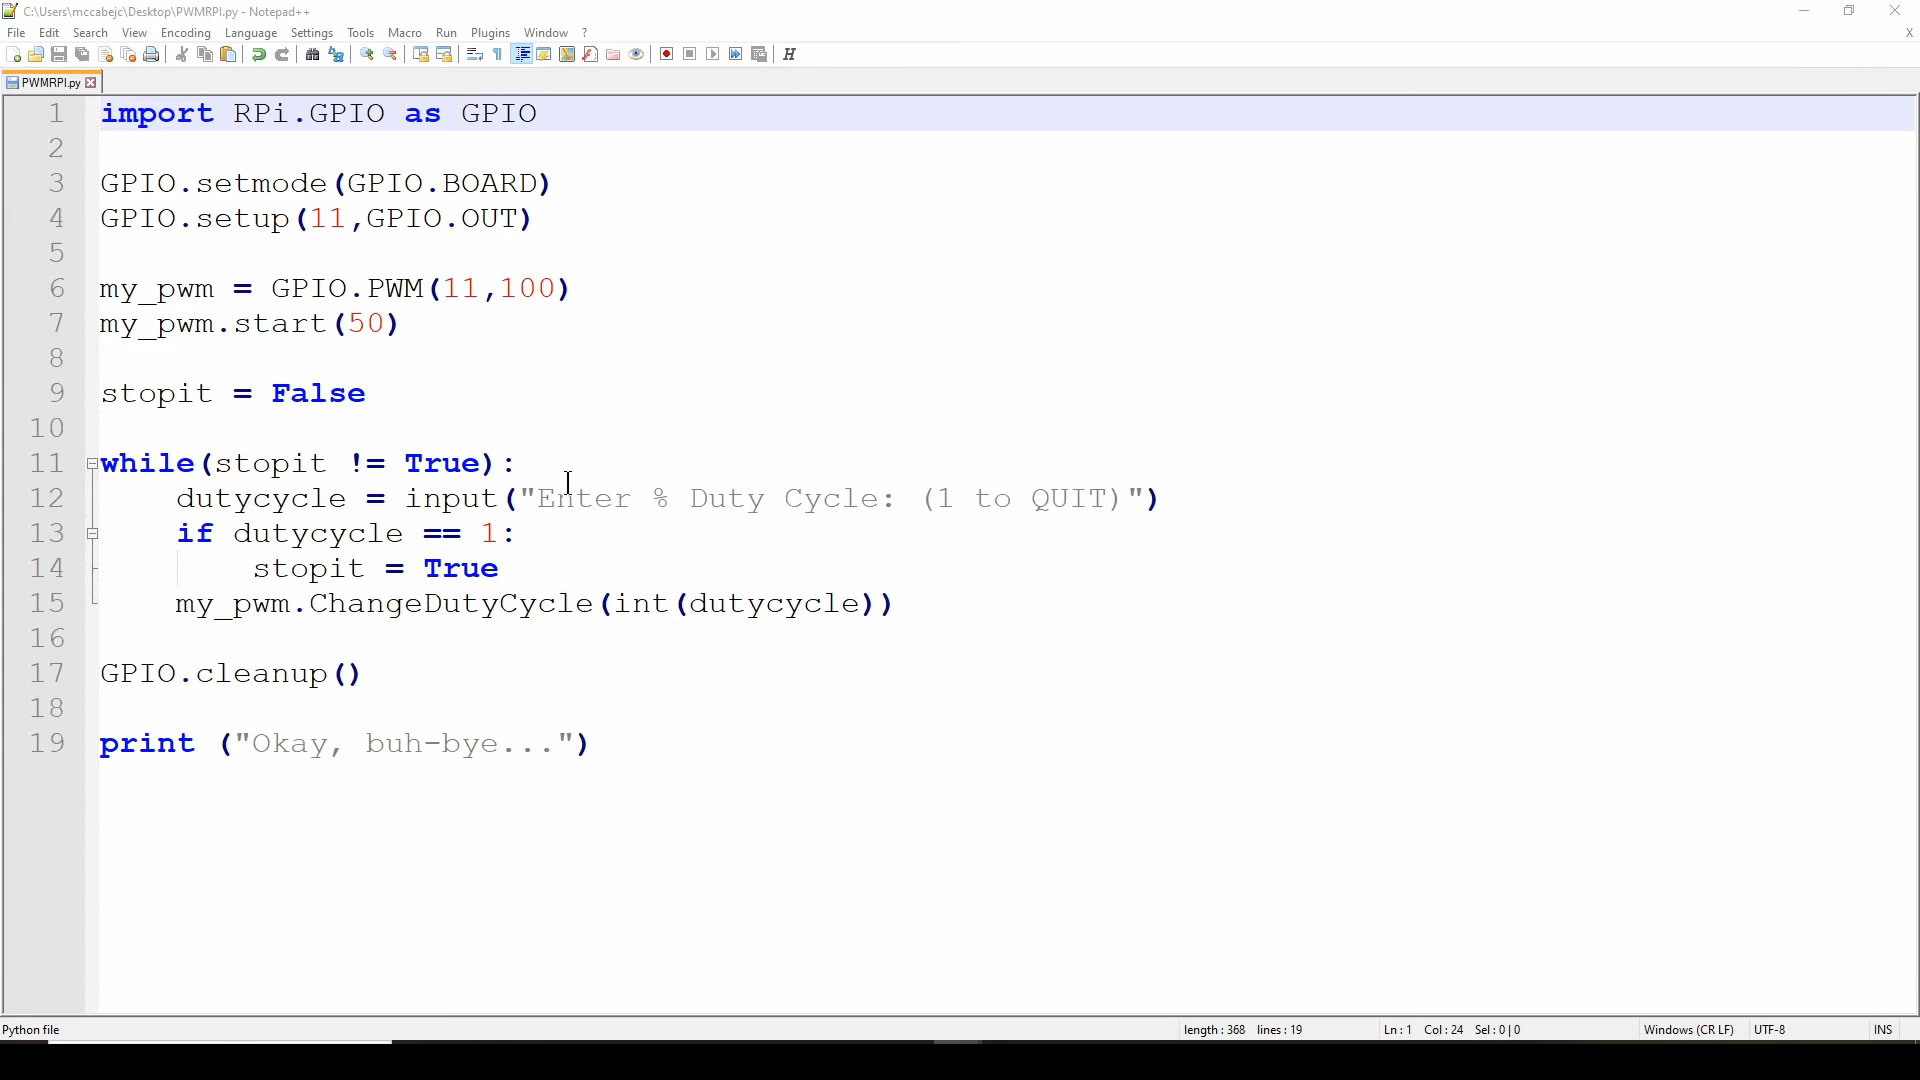 C:\Users\mccabejc\Desktop\PWMRPI.py - Notepad++
File Edit Search View Encoding Language Settings Tools Macro Run Plugins Window ? X
H
PWMRPI.py
1 import RPi.GPIO as GPIO
2
3 GPIO.setmode(GPIO.BOARD)
4 GPIO.setup(11,GPIO.OUT)
5
6 my_pwm = GPIO.PWM(11,100)
7 my_pwm.start(50)
8
9 stopit = False
10
11 while(stopit != True):
12 dutycycle = input("Enter % Duty Cycle: (1 to QUIT)")
13 if dutycycle == 1:
14 stopit = True
15 my_pwm.ChangeDutyCycle(int(dutycycle))
16
17 GPIO.cleanup()
18
19 print ("Okay, buh-bye...")
Python file length : 368 lines : 19 Ln : 1 Col : 24 Sel : 0 | 0 Windows (CR LF) UTF-8 INS